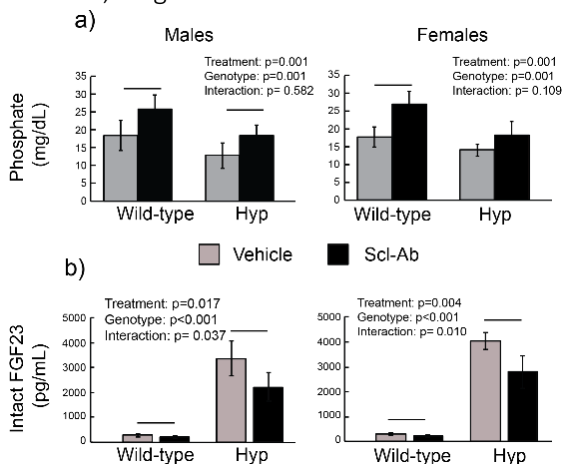 a)
Males
Females
Treatment: p=0.001
Genotype: p=0.001
Interaction: p= 0.582
Treatment: p=0.001
Genotype: p=0.001
Interaction: p= 0.109
Phosphate
(mg/dL)
35
30
25
20
15
10
5
0
35
30
25
20
15
10
5
0
Wild-type Hyp
Wild-type Hyp
Vehicle Scl-Ab
b)
Treatment: p=0.017
Genotype: p<0.001
Interaction: p= 0.037
Treatment: p=0.004
Genotype: p<0.001
Interaction: p= 0.010
Intact FGF23
(pg/mL)
5000
4000
3000
2000
1000
0
5000
4000
3000
2000
1000
0
Wild-type Hyp
Wild-type Hyp